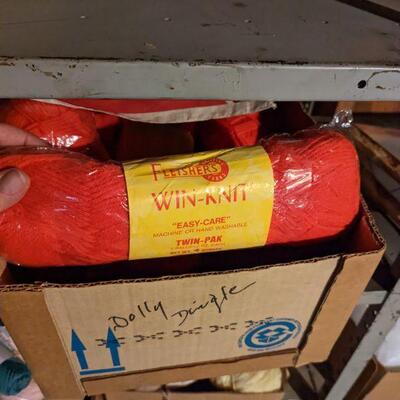 FLEISHER'S
WIN-KNIT
"EASY-CARE"
MACHINE OR HAND WASHABLE
TWIN-PAK
Dolly Dingle